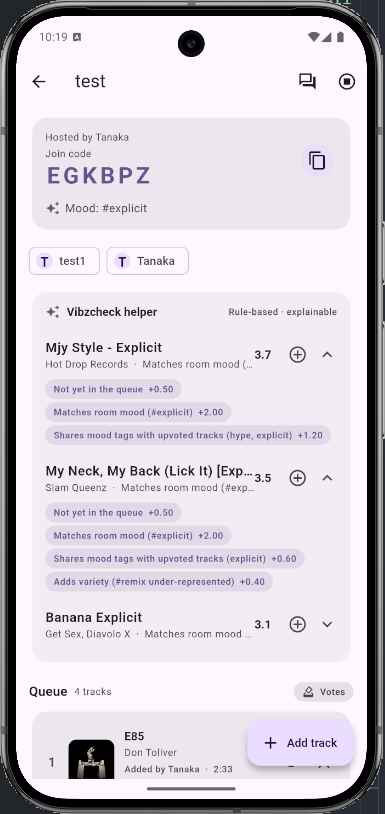 10:19 A
test
Hosted by Tanaka
Join code
EGKBPZ
Mood: #explicit
T test1 T Tanaka
Vibzcheck helper Rule-based · explainable
Mjy Style - Explicit 3.7
Hot Drop Records · Matches room mood (...
Not yet in the queue +0.50
Matches room mood (#explicit) +2.00
Shares mood tags with upvoted tracks (hype, explicit) +1.20
My Neck, My Back (Lick It) [Exp... 3.5
Slam Queenz · Matches room mood (#exp...
Not yet in the queue +0.50
Matches room mood (#explicit) +2.00
Shares mood tags with upvoted tracks (explicit) +0.60
Adds variety (#remix under-represented) +0.40
Banana Explicit 3.1
Get Sex, Diavolo X · Matches room mood ...
Queue 4 tracks Votes
E85
1 Don Toliver
Added by Tanaka · 2:33
+ Add track